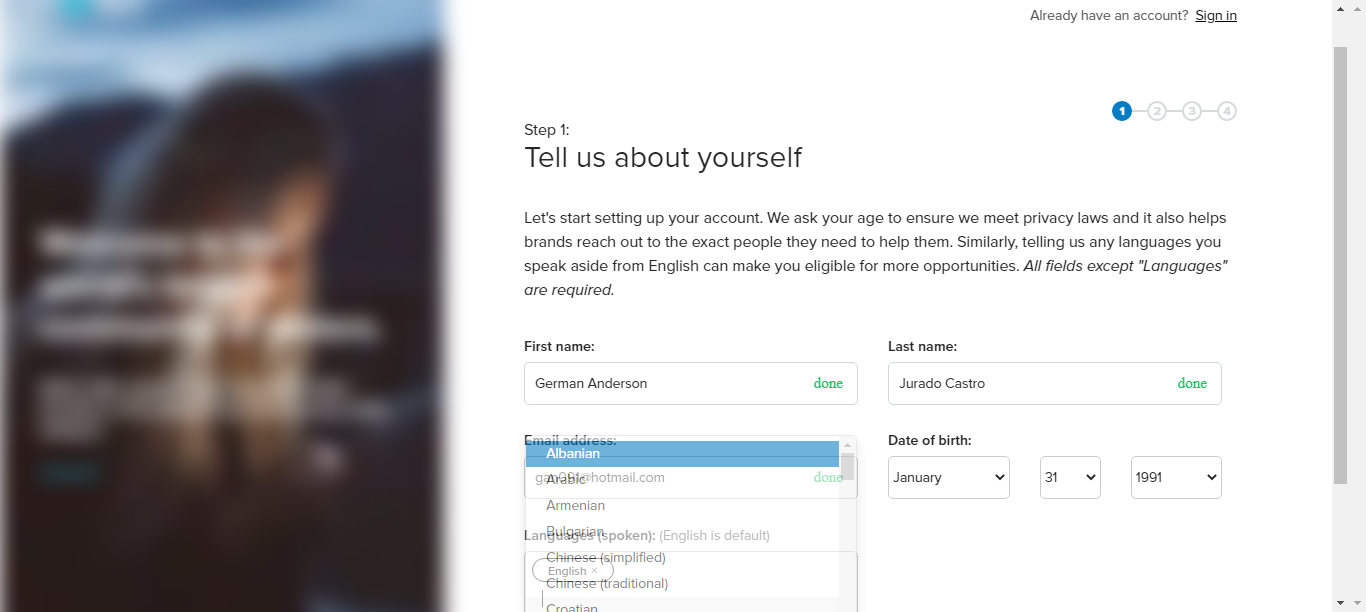 Already have an account? Sign in
1 2 3 4
Step 1:
Tell us about yourself
Let's start setting up your account. We ask your age to ensure we meet privacy laws and it also helps
brands reach out to the exact people they need to help them. Similarly, telling us any languages you
speak aside from English can make you eligible for more opportunities. All fields except "Languages"
are required.
First name:
Last name:
German Anderson done
Jurado Castro done
Email address:
Date of birth:
Albanian
@hotmail.com done
January 31 1991
Arabic
Armenian
Bulgarian
Languages (spoken): (English is default)
Chinese (simplified)
English ×
Chinese (traditional)
Croatian